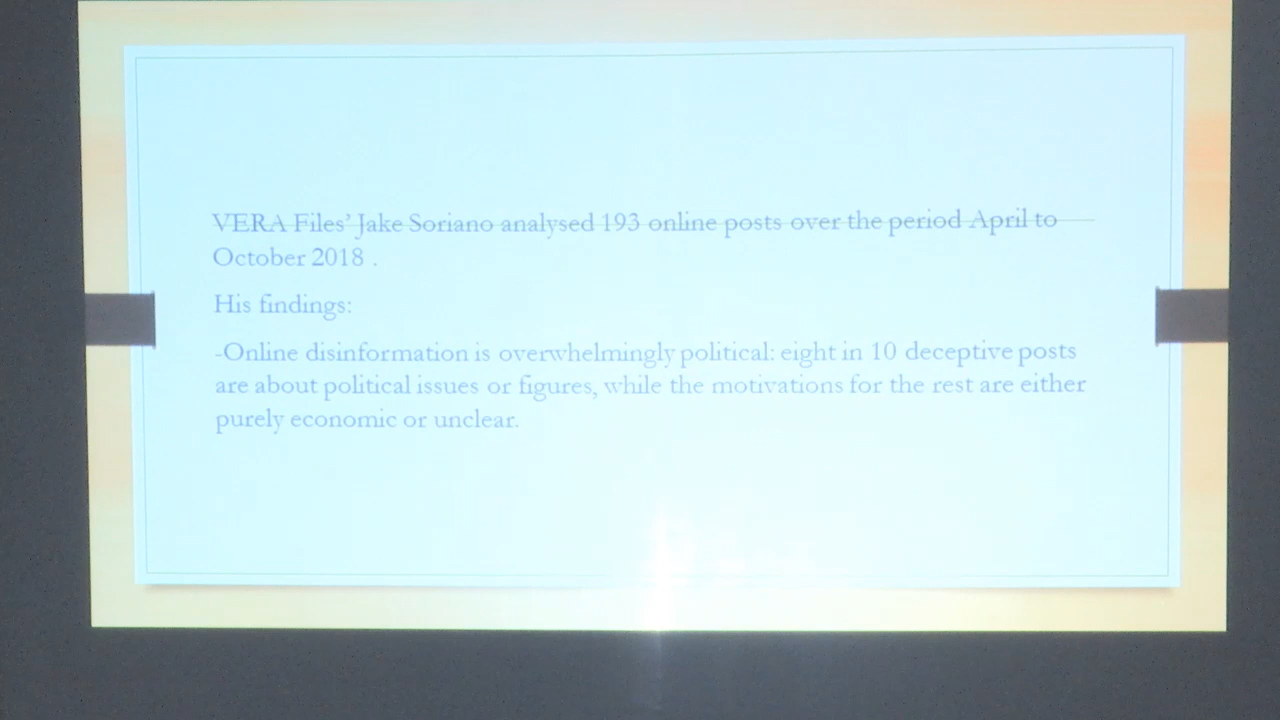 VERA Files' Jake Soriano analysed 193 online posts over the period April to
October 2018 .
His findings:
-Online disinformation is overwhelmingly political: eight in 10 deceptive posts
are about political issues or figures, while the motivations for the rest are either
purely economic or unclear.